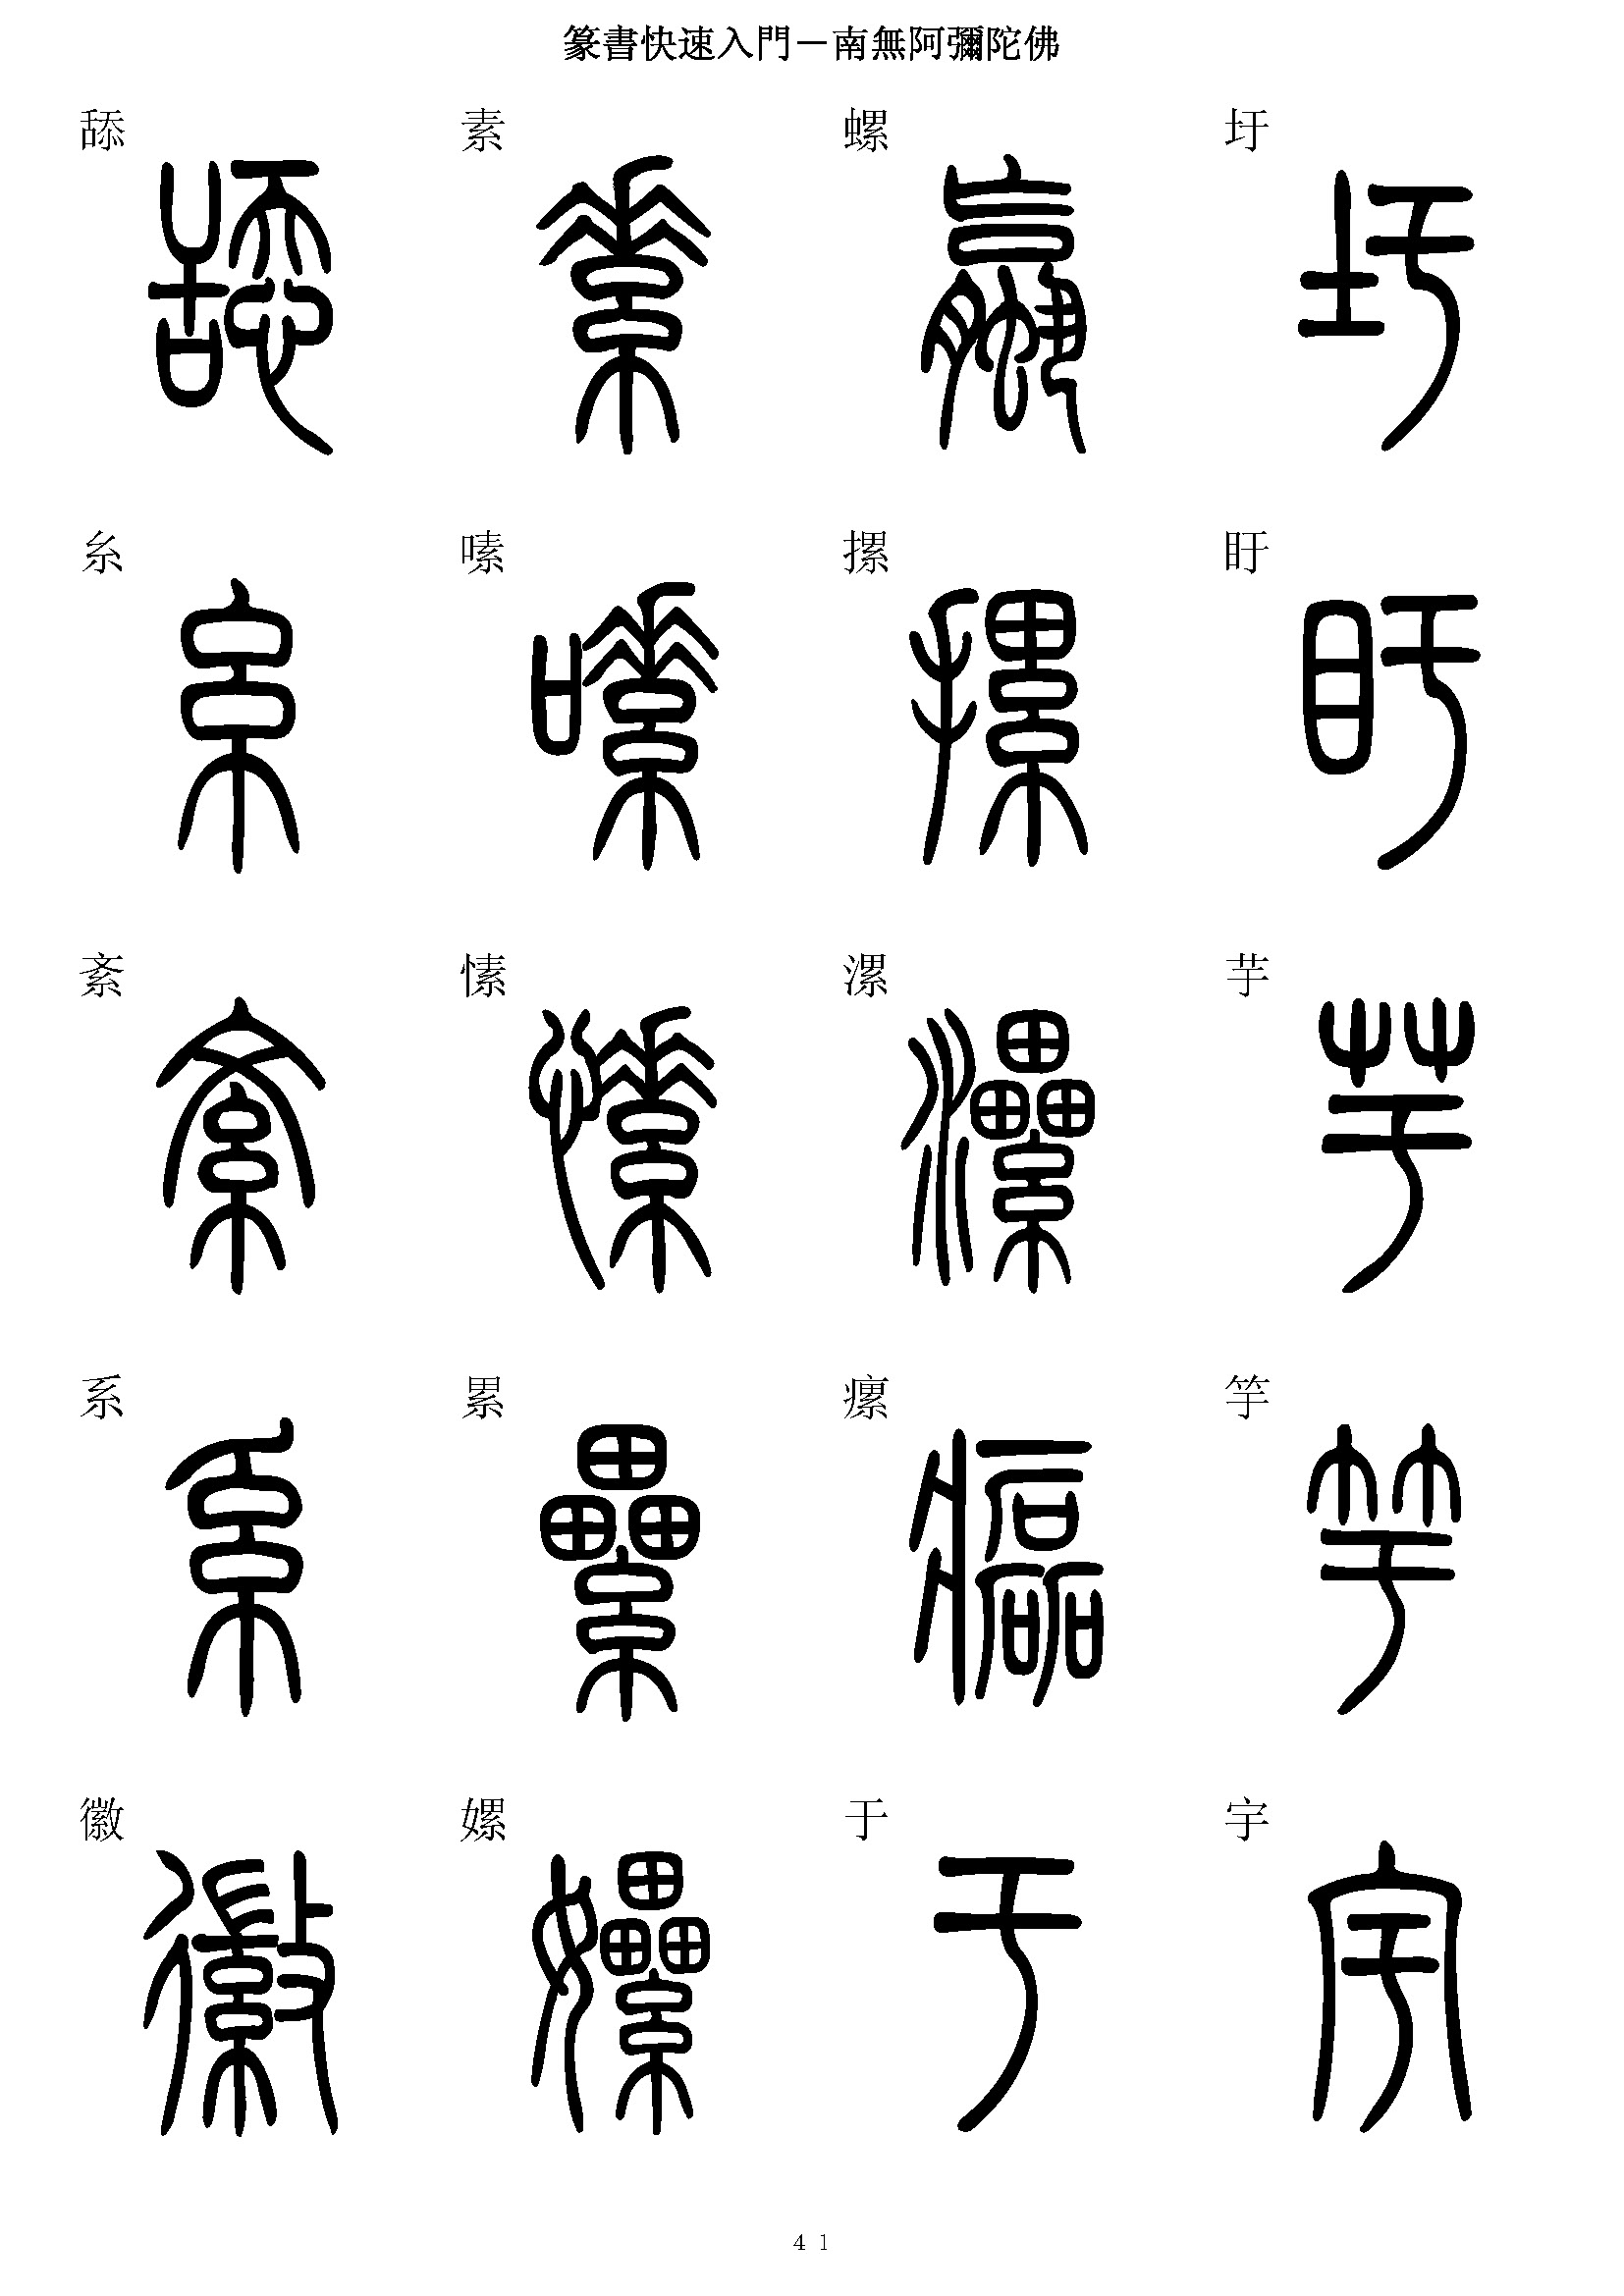 篆書快速入門－南無阿彌陀佛
舔 素 螺 圩
糸 嗉 摞 盱
紊 愫 漯 芋
系 累 瘰 竽
徽 嫘 于 宇
41